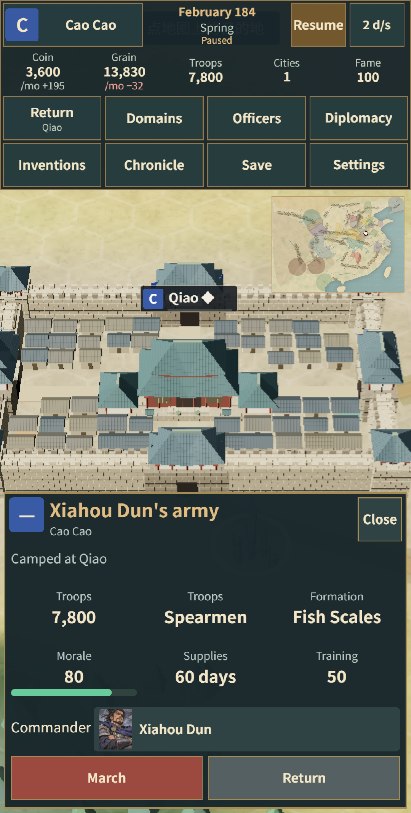 C Cao Cao
February 184
Spring
Paused
Resume
2 d/s
Coin
3,600
/mo +195
Grain
13,830
/mo −32
Troops
7,800
Cities
1
Fame
100
Return
Qiao
Domains
Officers
Diplomacy
Inventions
Chronicle
Save
Settings
C Qiao ◆
Xiahou Dun's army
Cao Cao
Close
Camped at Qiao
Troops
7,800
Troops
Spearmen
Formation
Fish Scales
Morale
80
Supplies
60 days
Training
50
Commander
Xiahou Dun
March
Return